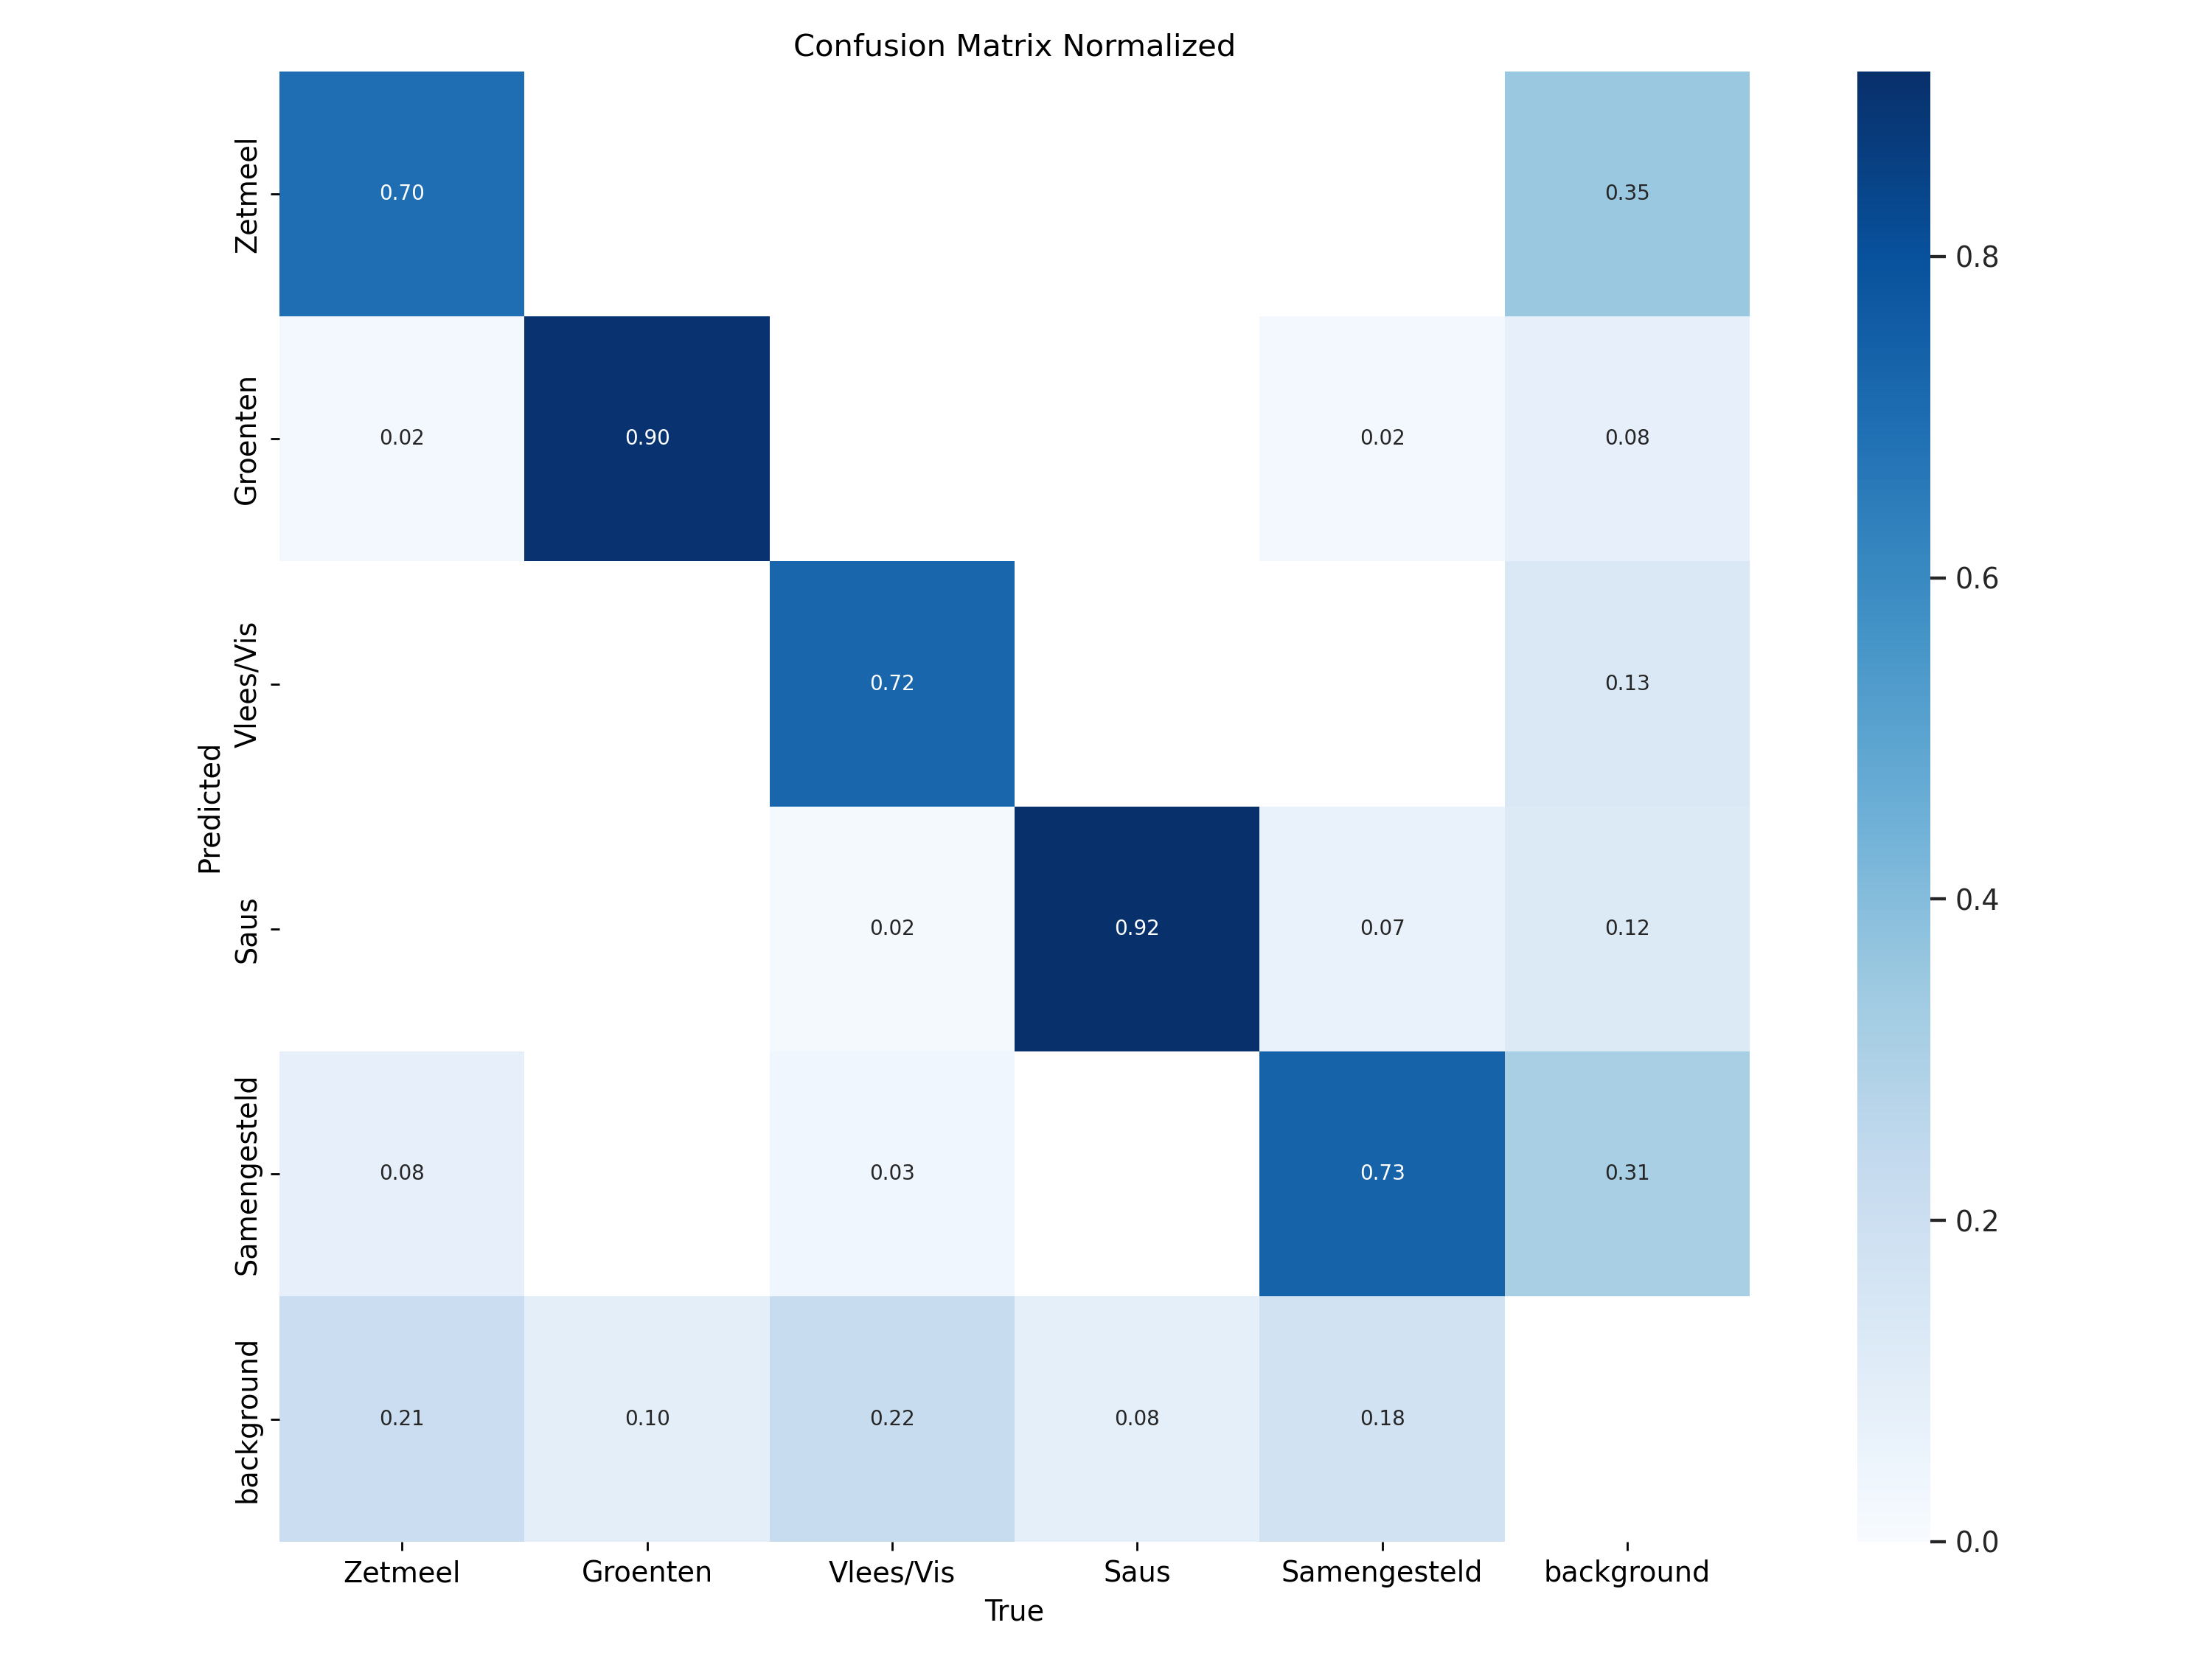 Confusion Matrix Normalized
Zetmeel
0.70
0.35
Groenten
0.02
0.90
0.02
0.08
Vlees/Vis
0.72
0.13
Saus
0.02
0.92
0.07
0.12
Samengesteld
0.08
0.03
0.73
0.31
background
0.21
0.10
0.22
0.08
0.18
Predicted
Zetmeel
Groenten
Vlees/Vis
Saus
Samengesteld
background
True
0.8
0.6
0.4
0.2
0.0